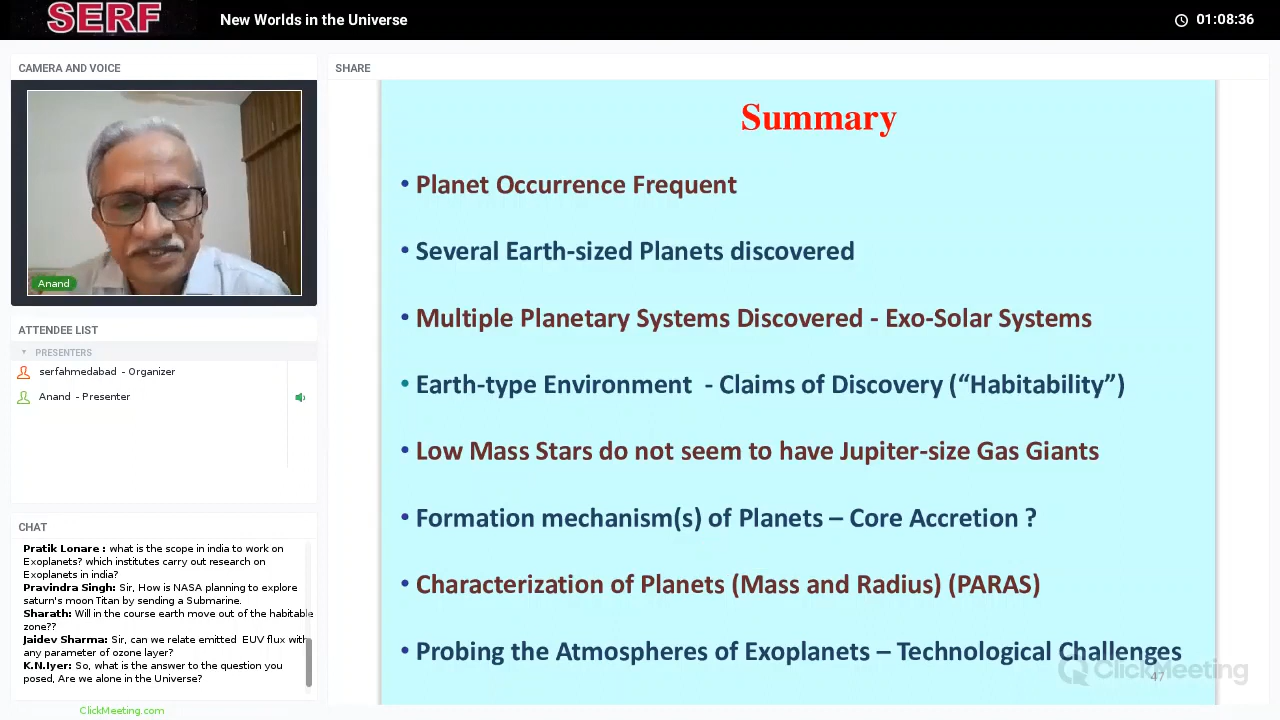 SERF
New Worlds in the Universe
01:08:36
CAMERA AND VOICE
SHARE
Anand
ATTENDEE LIST
PRESENTERS
serfahmedabad - Organizer
Anand - Presenter
CHAT
Pratik Lonare : what is the scope in india to work on
Exoplanets? which institutes carry out research on
Exoplanets in india?
Pravindra Singh: Sir, How is NASA planning to explore
saturn's moon Titan by sending a Submarine.
Sharath: Will in the course earth move out of the habitable
zone??
Jaidev Sharma: Sir, can we relate emitted EUV flux with
any parameter of ozone layer?
K.N.Iyer: So, what is the answer to the question you
posed, Are we alone in the Universe?
ClickMeeting.com
Summary
• Planet Occurrence Frequent
• Several Earth-sized Planets discovered
• Multiple Planetary Systems Discovered - Exo-Solar Systems
• Earth-type Environment - Claims of Discovery (“Habitability”)
• Low Mass Stars do not seem to have Jupiter-size Gas Giants
• Formation mechanism(s) of Planets – Core Accretion ?
• Characterization of Planets (Mass and Radius) (PARAS)
• Probing the Atmospheres of Exoplanets – Technological Challenges
47
ClickMeeting